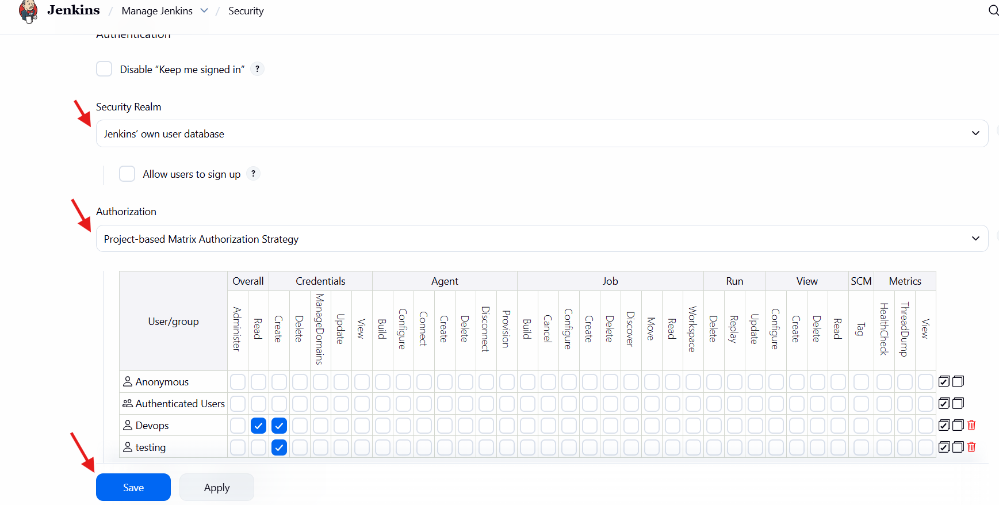 Jenkins / Manage Jenkins / Security
Authentication
Disable “Keep me signed in” ?
Security Realm
Jenkins’ own user database
Allow users to sign up ?
Authorization
Project-based Matrix Authorization Strategy
User/group Overall Credentials Agent Job Run View SCM Metrics
Administer Read Create Delete ManageDomains Update View Build Configure Connect Create Delete Disconnect Provision Build Cancel Configure Create Delete Discover Move Read Workspace Delete Replay Update Configure Create Delete Read Tag HealthCheck ThreadDump View
Anonymous
Authenticated Users
Devops
testing
Save Apply